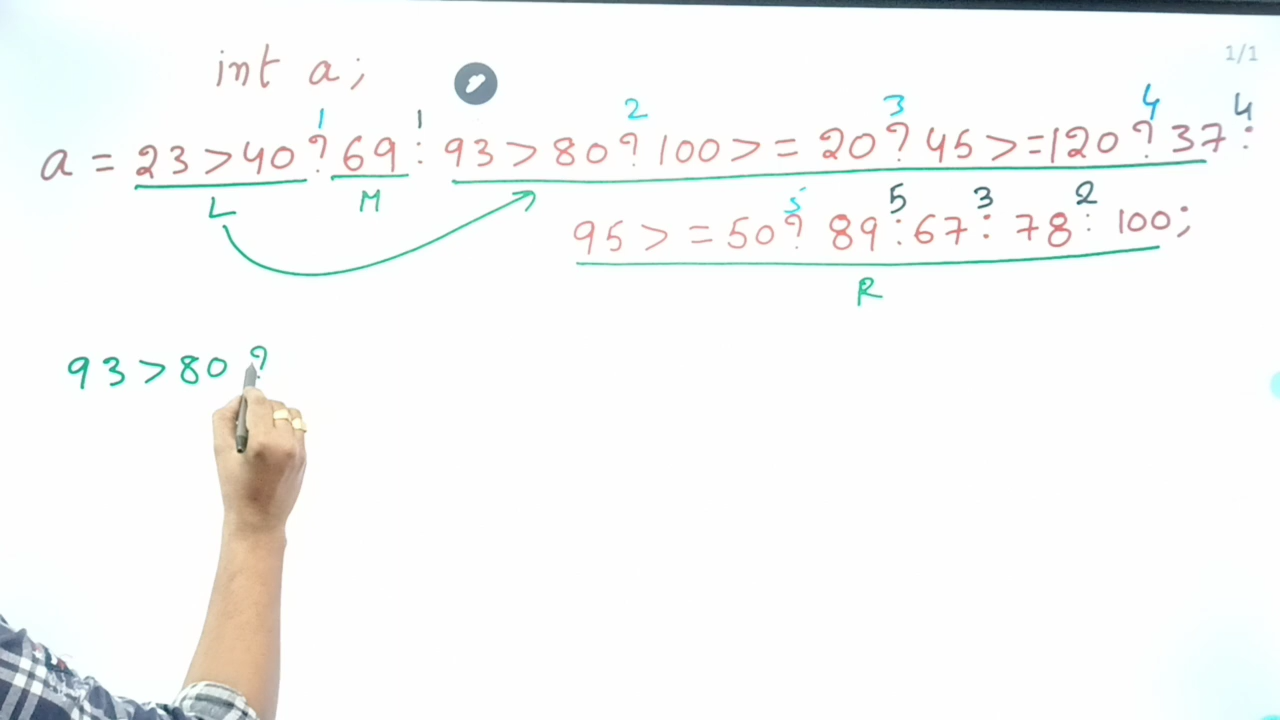 1/1
int a;
1 1 2 3 4 4
a = 23 > 40 ? 69 : 93 > 80 ? 100 > = 20 ? 45 > = 120 ? 37 :
L M
5 5 3 2
95 > = 50 ? 89 : 67 : 78 : 100;
R
93 > 80 ?